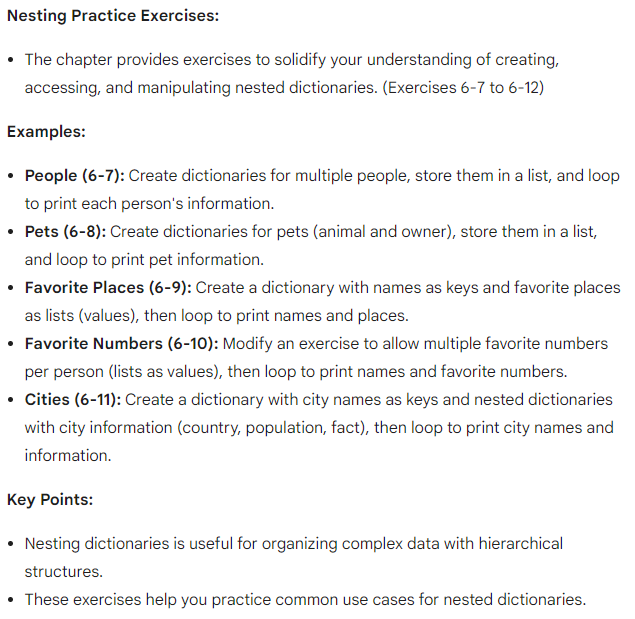 Nesting Practice Exercises:
• The chapter provides exercises to solidify your understanding of creating,
accessing, and manipulating nested dictionaries. (Exercises 6-7 to 6-12)
Examples:
• People (6-7): Create dictionaries for multiple people, store them in a list, and loop
to print each person's information.
• Pets (6-8): Create dictionaries for pets (animal and owner), store them in a list,
and loop to print pet information.
• Favorite Places (6-9): Create a dictionary with names as keys and favorite places
as lists (values), then loop to print names and places.
• Favorite Numbers (6-10): Modify an exercise to allow multiple favorite numbers
per person (lists as values), then loop to print names and favorite numbers.
• Cities (6-11): Create a dictionary with city names as keys and nested dictionaries
with city information (country, population, fact), then loop to print city names and
information.
Key Points:
• Nesting dictionaries is useful for organizing complex data with hierarchical
structures.
• These exercises help you practice common use cases for nested dictionaries.